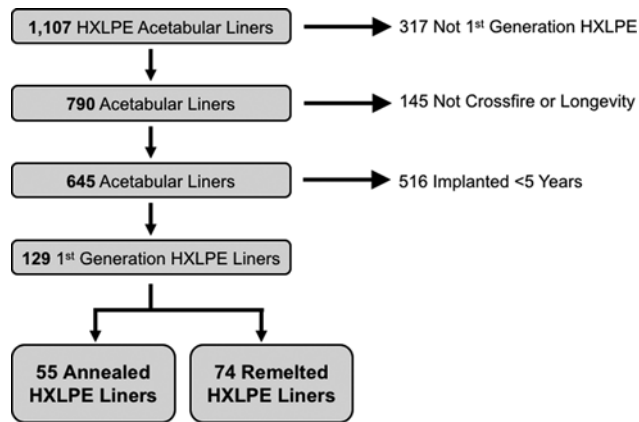 1,107 HXLPE Acetabular Liners
317 Not 1st Generation HXLPE
790 Acetabular Liners
145 Not Crossfire or Longevity
645 Acetabular Liners
516 Implanted <5 Years
129 1st Generation HXLPE Liners
55 Annealed
HXLPE Liners
74 Remelted
HXLPE Liners